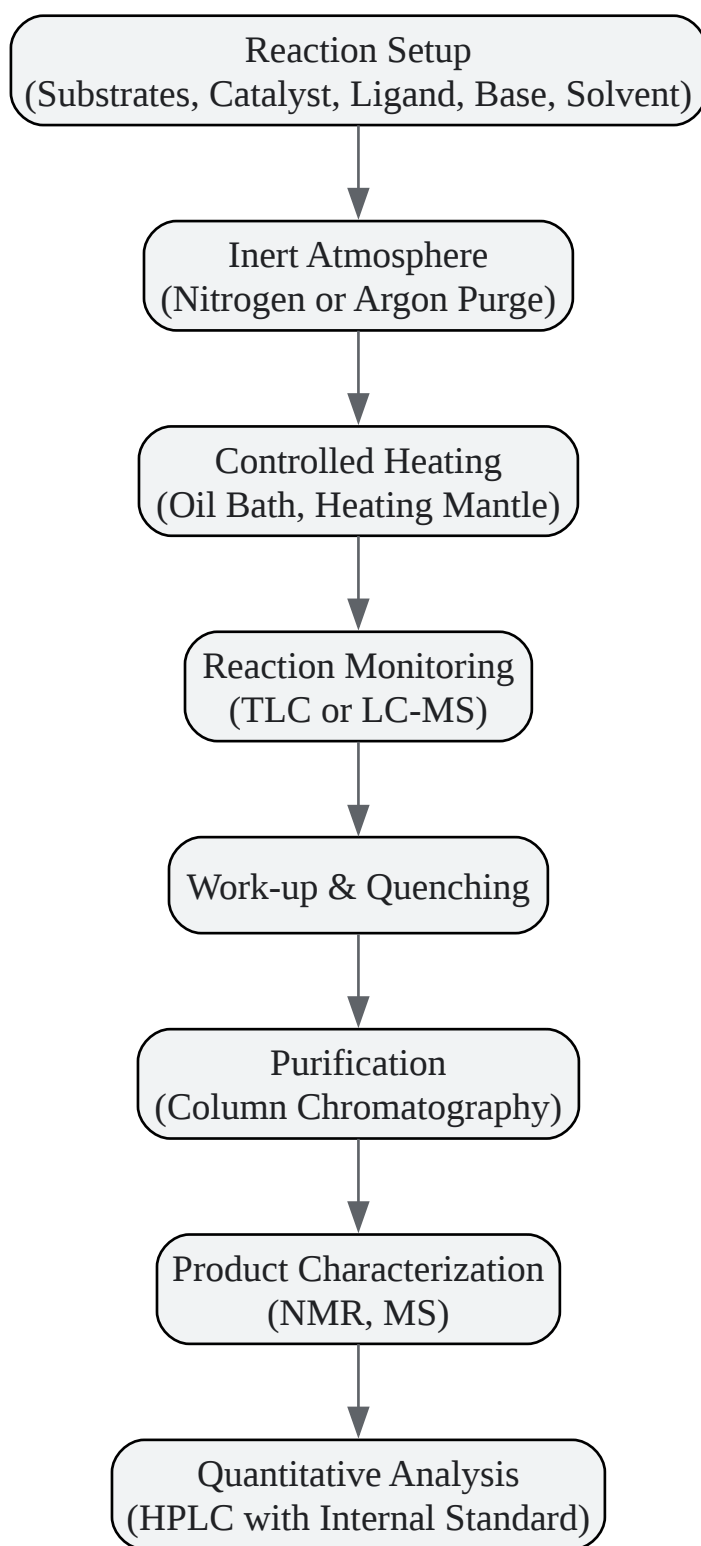 Reaction Setup
(Substrates, Catalyst, Ligand, Base, Solvent)
Inert Atmosphere
(Nitrogen or Argon Purge)
Controlled Heating
(Oil Bath, Heating Mantle)
Reaction Monitoring
(TLC or LC-MS)
Work-up & Quenching
Purification
(Column Chromatography)
Product Characterization
(NMR, MS)
Quantitative Analysis
(HPLC with Internal Standard)